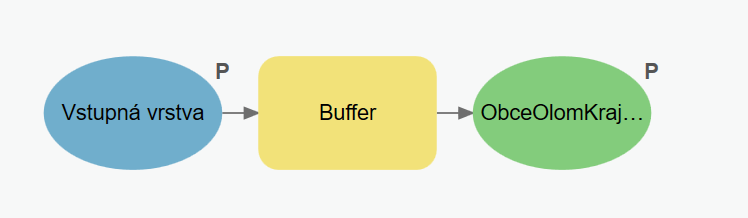 P
P
Vstupná vrstva
Buffer
ObceOlomKraj…